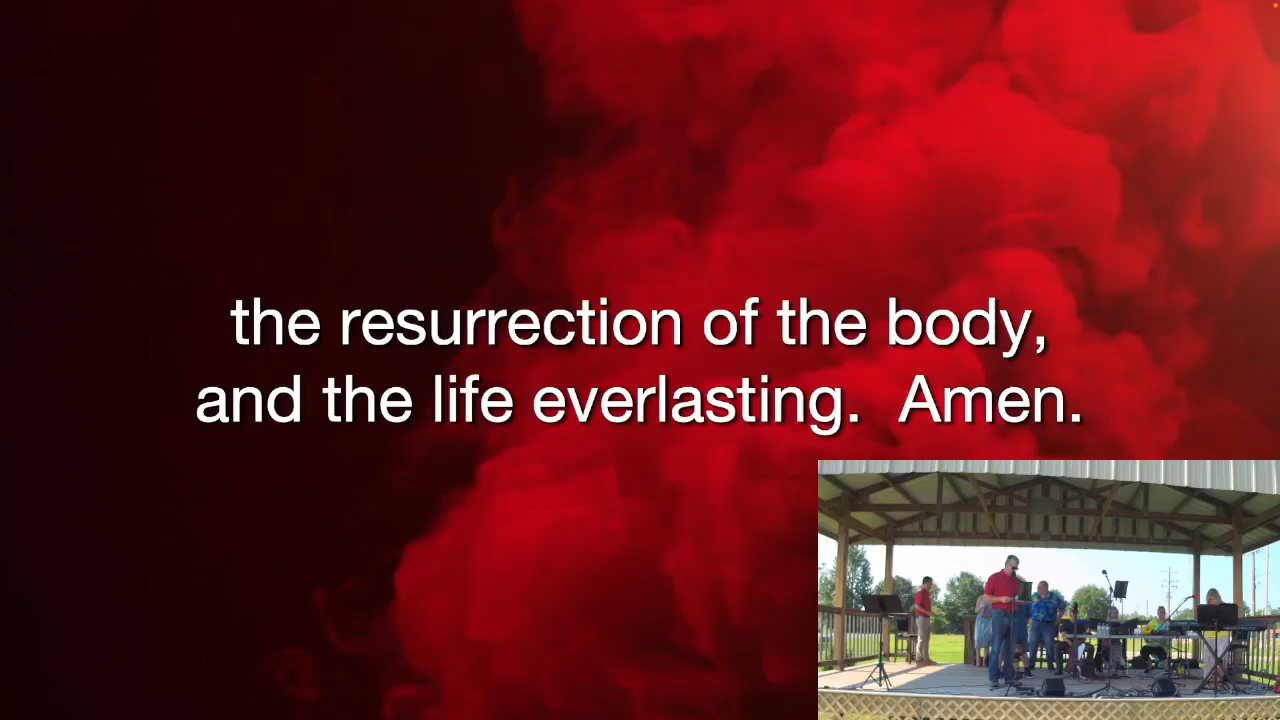 the resurrection of the body,
and the life everlasting.  Amen.